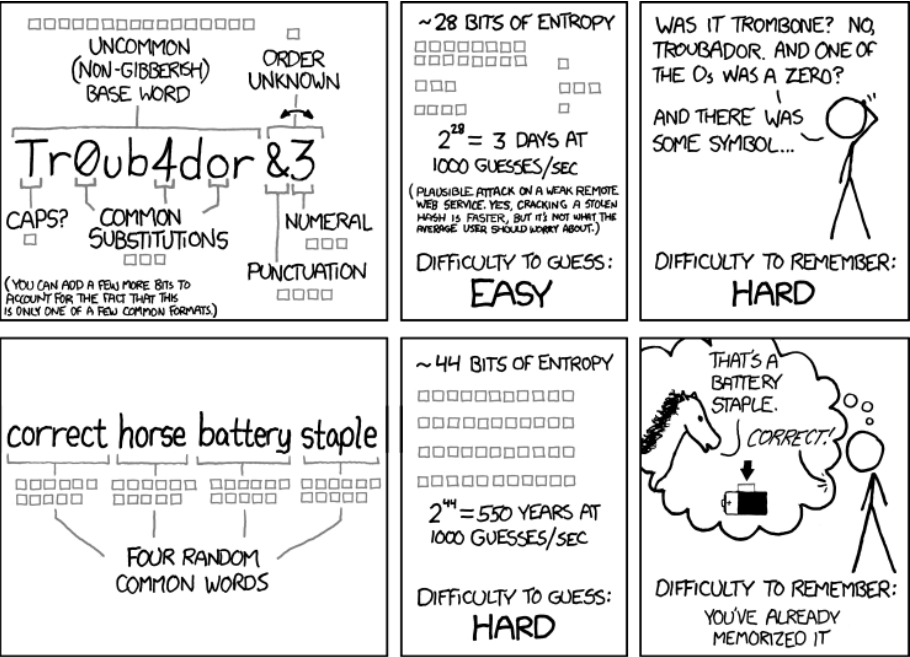 UNCOMMON
(NON-GIBBERISH)
BASE WORD
ORDER
UNKNOWN
Tr0ub4dor &3
CAPS?
COMMON
SUBSTITUTIONS
NUMERAL
PUNCTUATION
(YOU CAN ADD A FEW MORE BITS TO
ACCOUNT FOR THE FACT THAT THIS
IS ONLY ONE OF A FEW COMMON FORMATS.)
~28 BITS OF ENTROPY
2^28 = 3 DAYS AT
1000 GUESSES/SEC
(PLAUSIBLE ATTACK ON A WEAK REMOTE
WEB SERVICE. YES, CRACKING A STOLEN
HASH IS FASTER, BUT IT'S NOT WHAT THE
AVERAGE USER SHOULD WORRY ABOUT.)
DIFFICULTY TO GUESS:
EASY
WAS IT TROMBONE? NO,
TROUBADOR. AND ONE OF
THE Os WAS A ZERO?
AND THERE WAS
SOME SYMBOL...
DIFFICULTY TO REMEMBER:
HARD
correct horse battery staple
FOUR RANDOM
COMMON WORDS
~44 BITS OF ENTROPY
2^44 = 550 YEARS AT
1000 GUESSES/SEC
DIFFICULTY TO GUESS:
HARD
THAT'S A
BATTERY
STAPLE.
CORRECT!
+
DIFFICULTY TO REMEMBER:
YOU'VE ALREADY
MEMORIZED IT